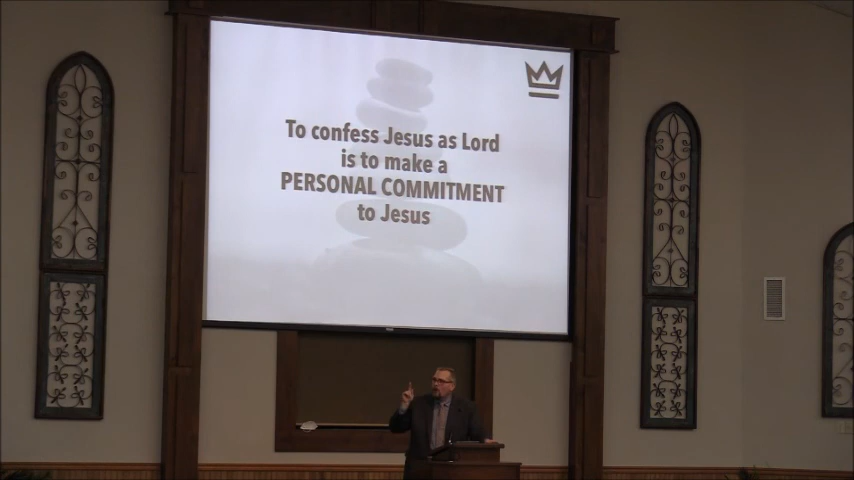 To confess Jesus as Lord
is to make a
PERSONAL COMMITMENT
to Jesus